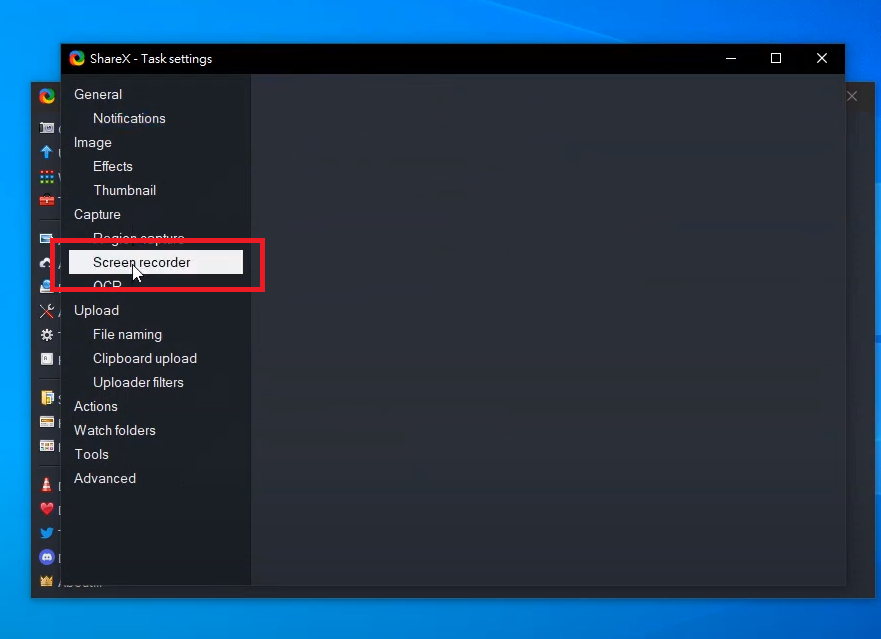 ShareX - Task settings
General
Notifications
Image
Effects
Thumbnail
Capture
Region capture
Screen recorder
OCR
Upload
File naming
Clipboard upload
Uploader filters
Actions
Watch folders
Tools
Advanced
About...